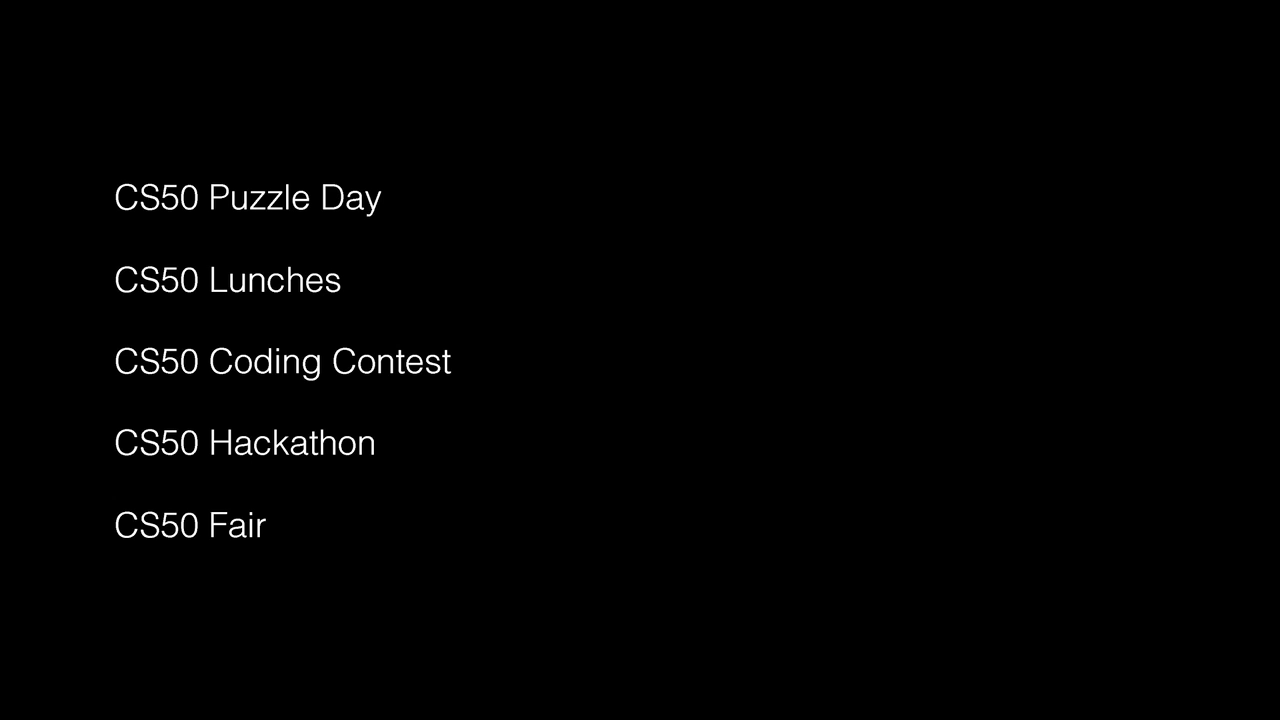 CS50 Puzzle Day
CS50 Lunches
CS50 Coding Contest
CS50 Hackathon
CS50 Fair